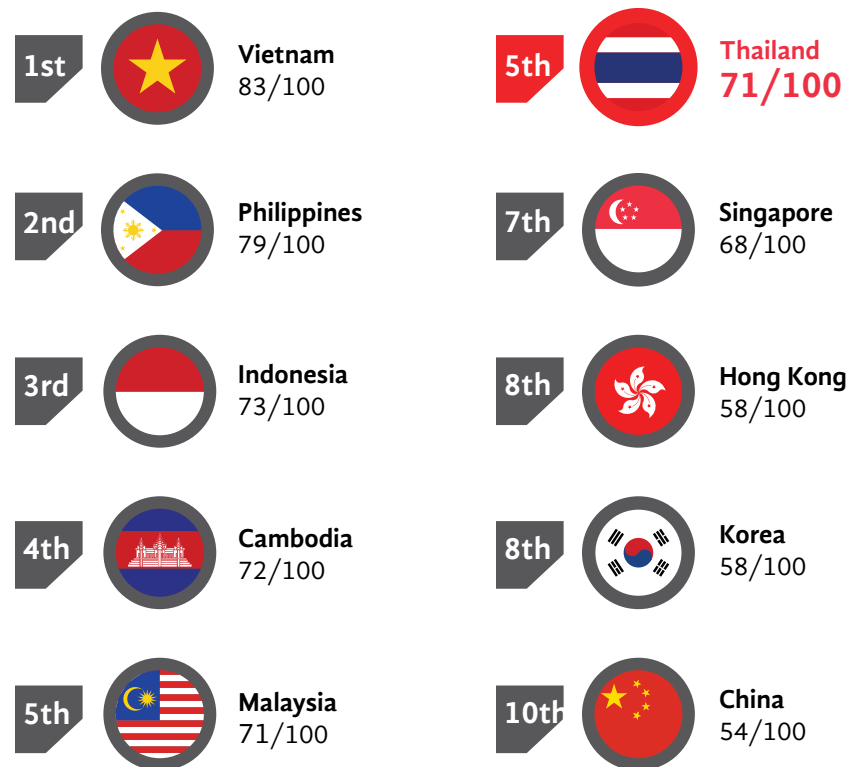 1st
Vietnam
83/100
2nd
Philippines
79/100
3rd
Indonesia
73/100
4th
Cambodia
72/100
5th
Malaysia
71/100
5th
Thailand
71/100
7th
Singapore
68/100
8th
Hong Kong
58/100
8th
Korea
58/100
10th
China
54/100